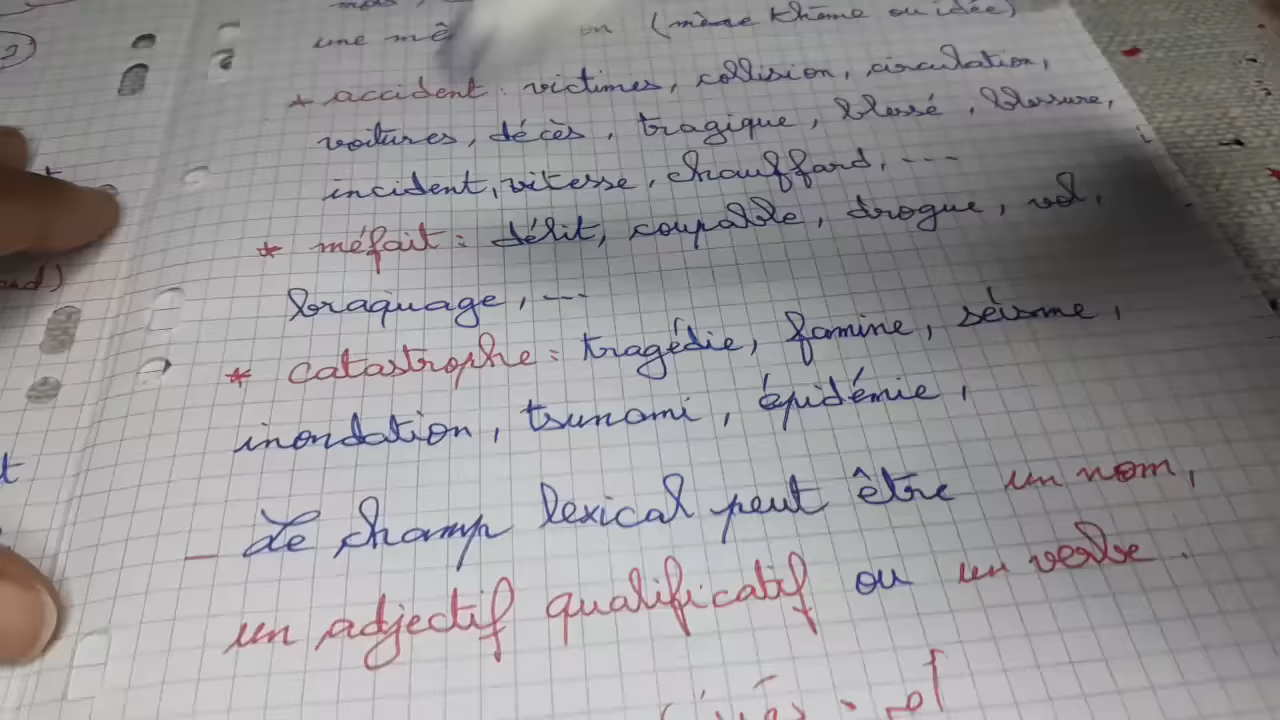 une mê on (même thème ou idée)
* accident : victimes, collision, circulation,
voitures, décès, tragique, blessé, blessure,
incident, vitesse, chauffard, ...
* méfait : délit, coupable, drogue, vol,
braquage, ...
* catastrophe : tragédie, famine, séisme,
inondation, tsunami, épidémie,
- Le champ lexical peut être un nom,
un adjectif qualificatif ou un verbe.